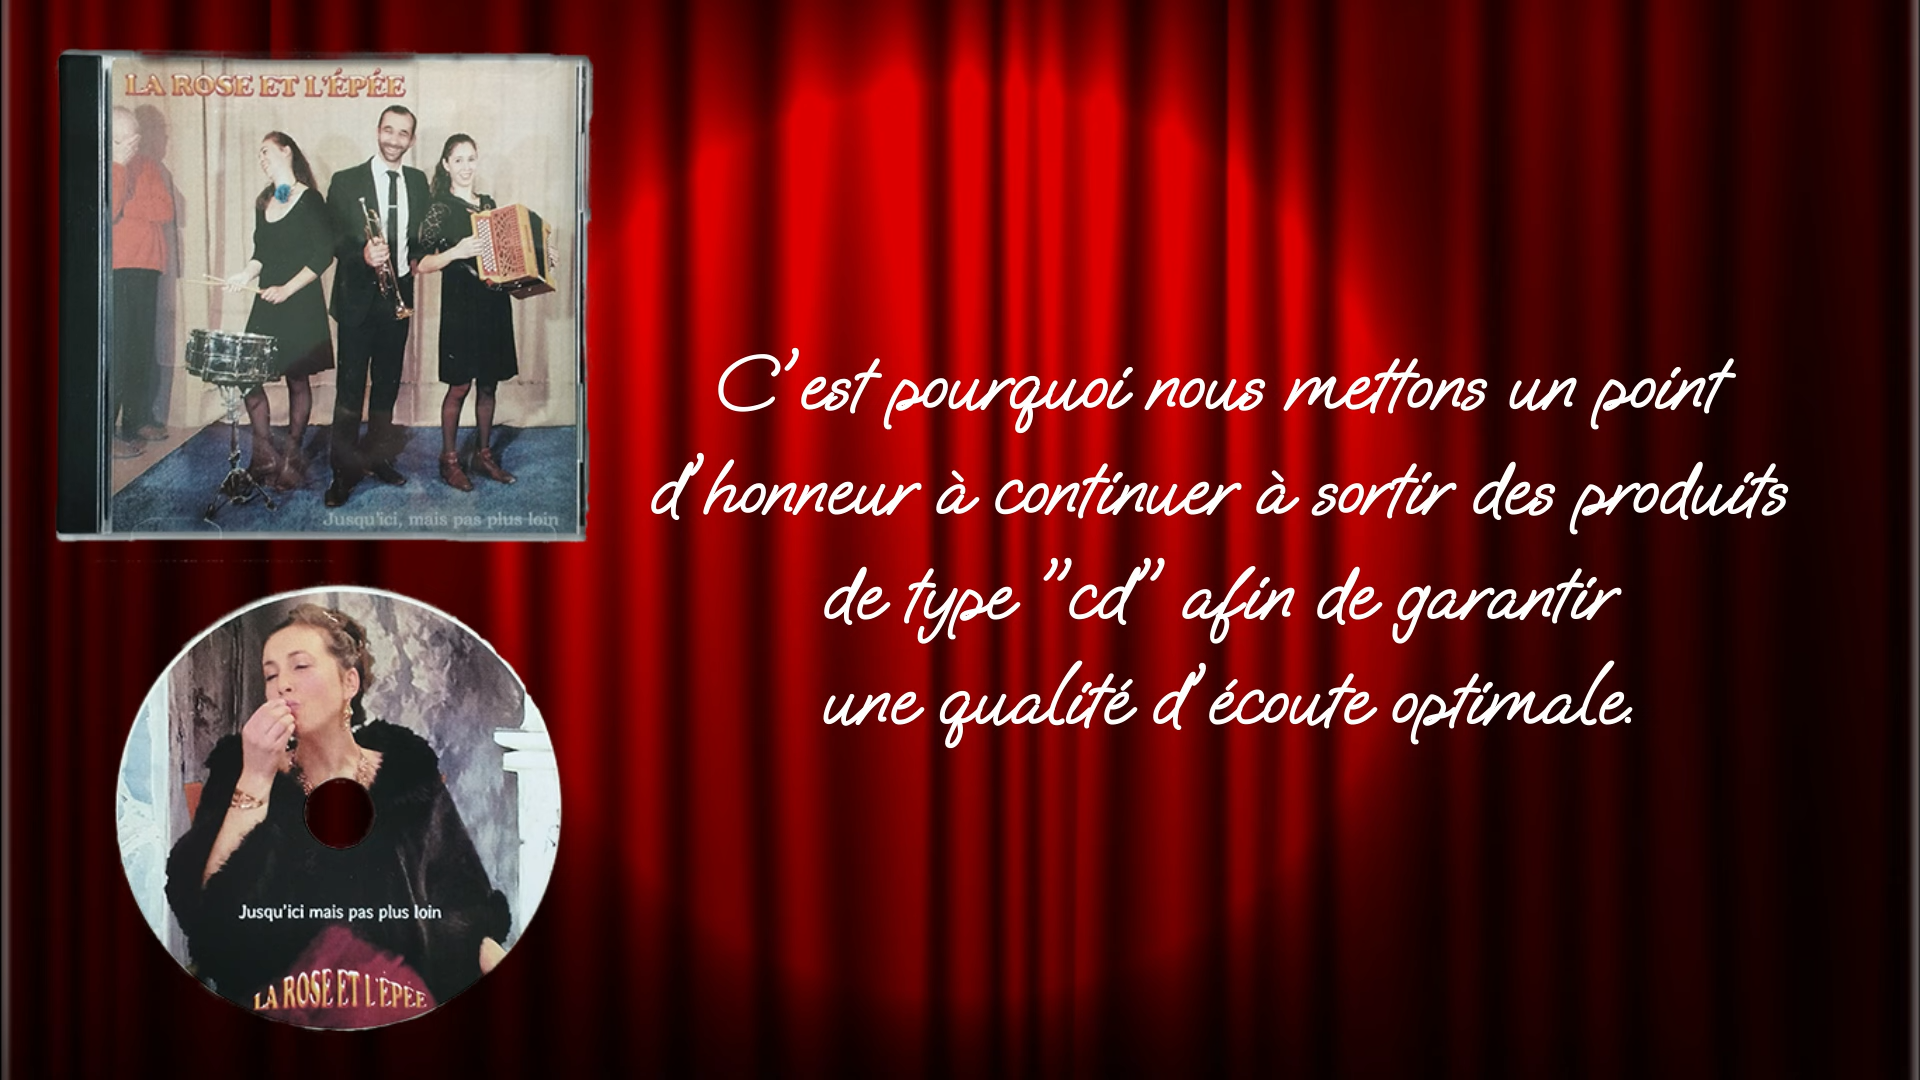 LA ROSE ET L'ÉPÉE
Jusqu'ici, mais pas plus loin
C'est pourquoi nous mettons un point
d'honneur à continuer à sortir des produits
de type "cd" afin de garantir
une qualité d'écoute optimale.
Jusqu'ici mais pas plus loin
LA ROSE ET L'ÉPÉE